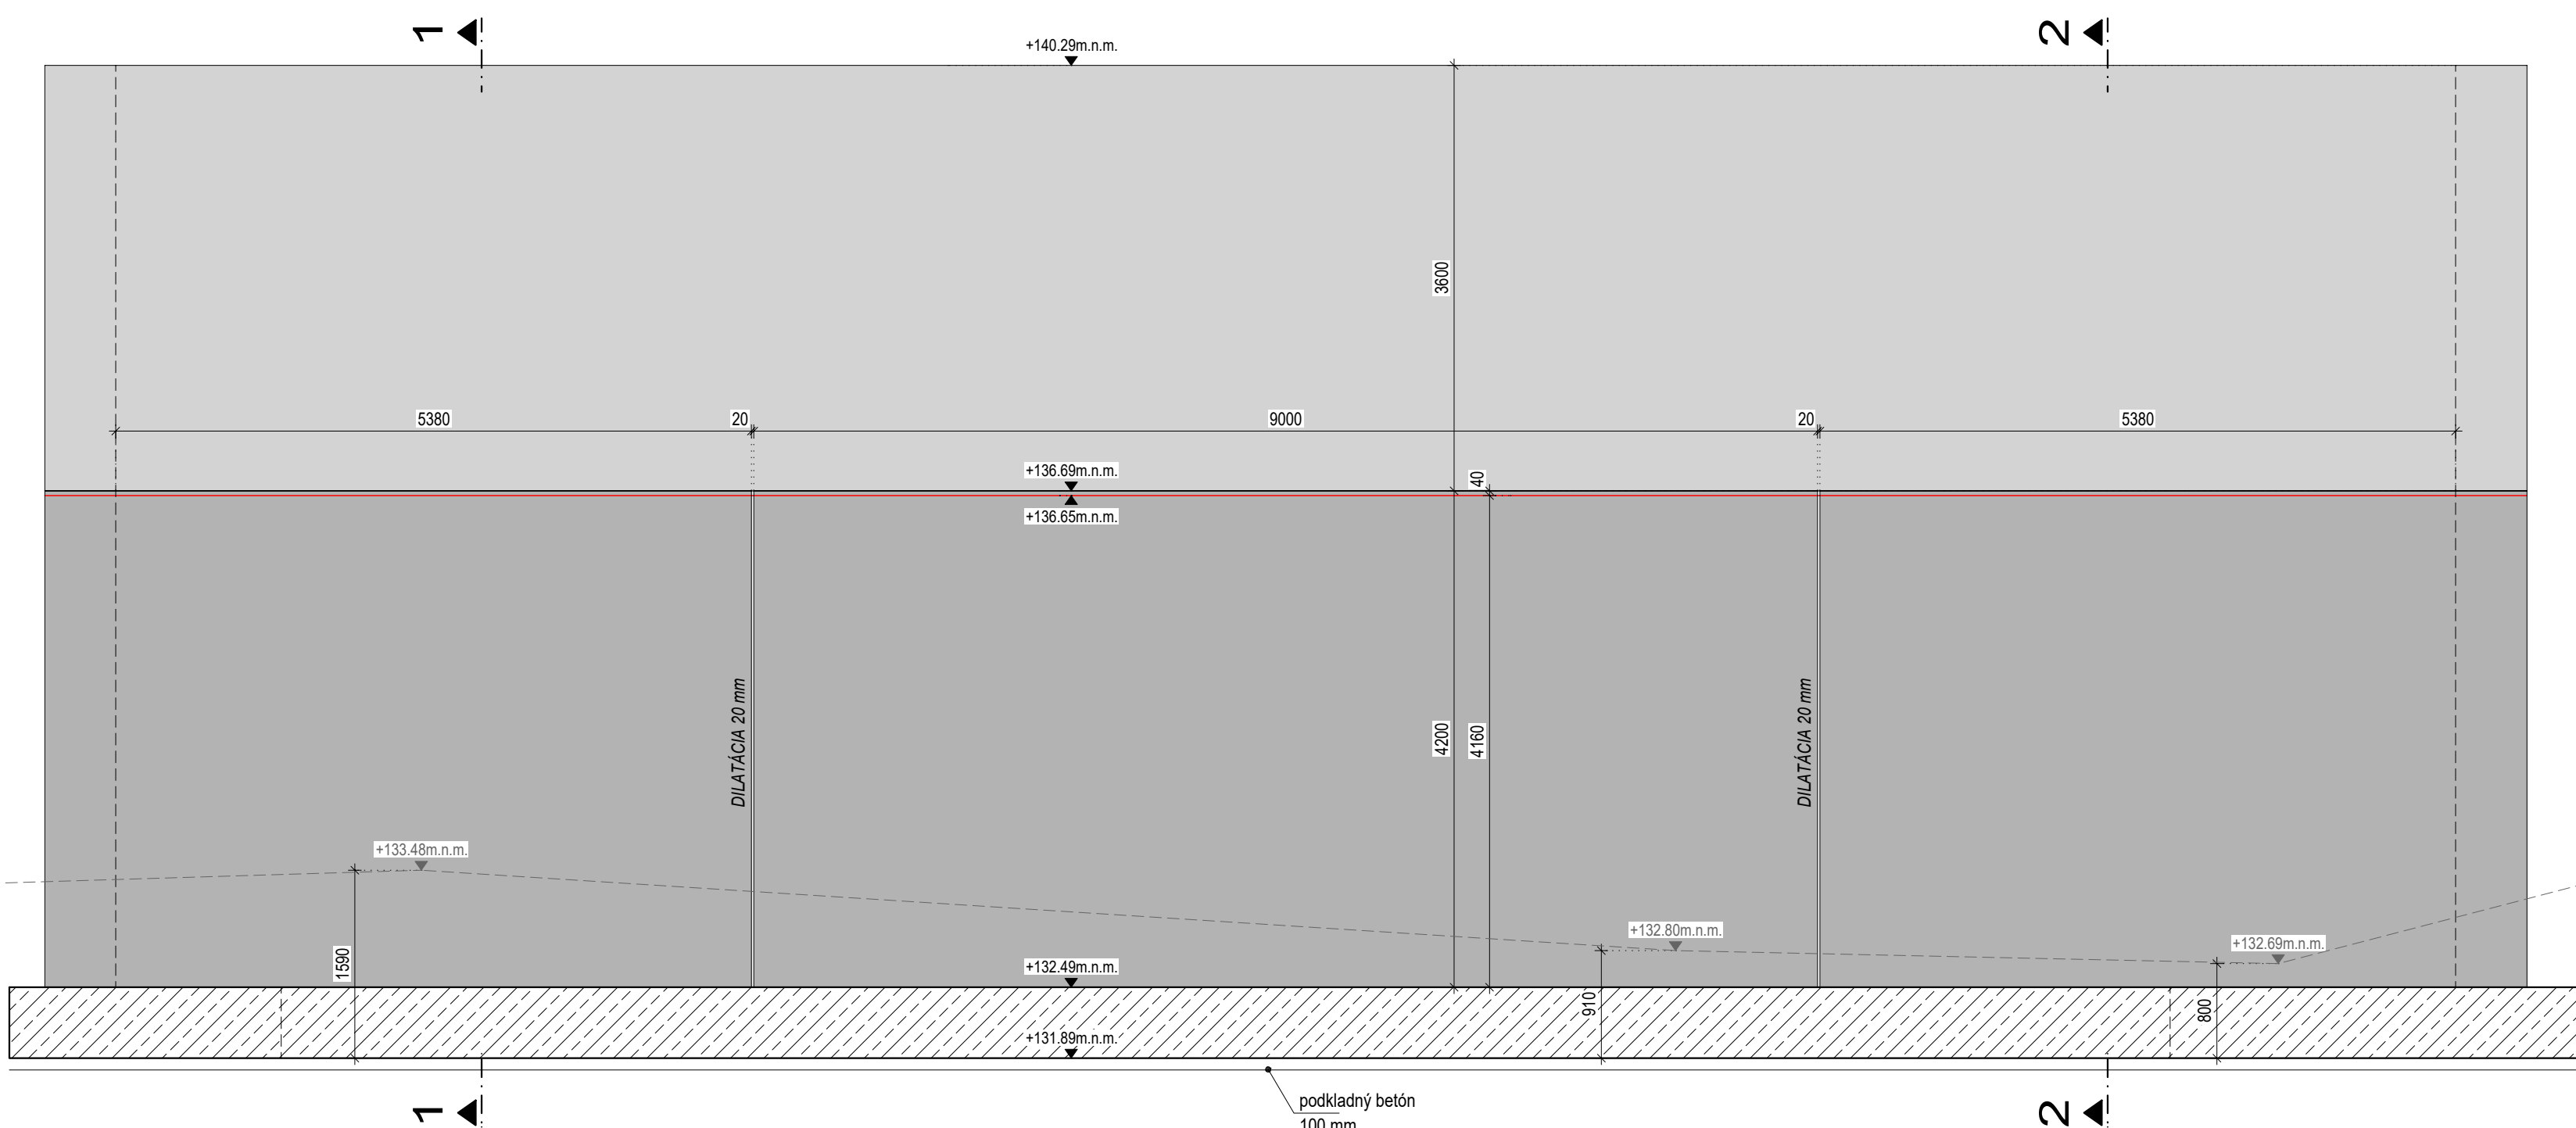 1
2
+140.29m.n.m.
3600
5380
20
9000
20
5380
+136.69m.n.m.
40
+136.65m.n.m.
DILATÁCIA 20 mm
4200
4160
DILATÁCIA 20 mm
+133.48m.n.m.
+132.80m.n.m.
+132.69m.n.m.
1590
+132.49m.n.m.
910
800
+131.89m.n.m.
1
2
podkladný betón
100 mm